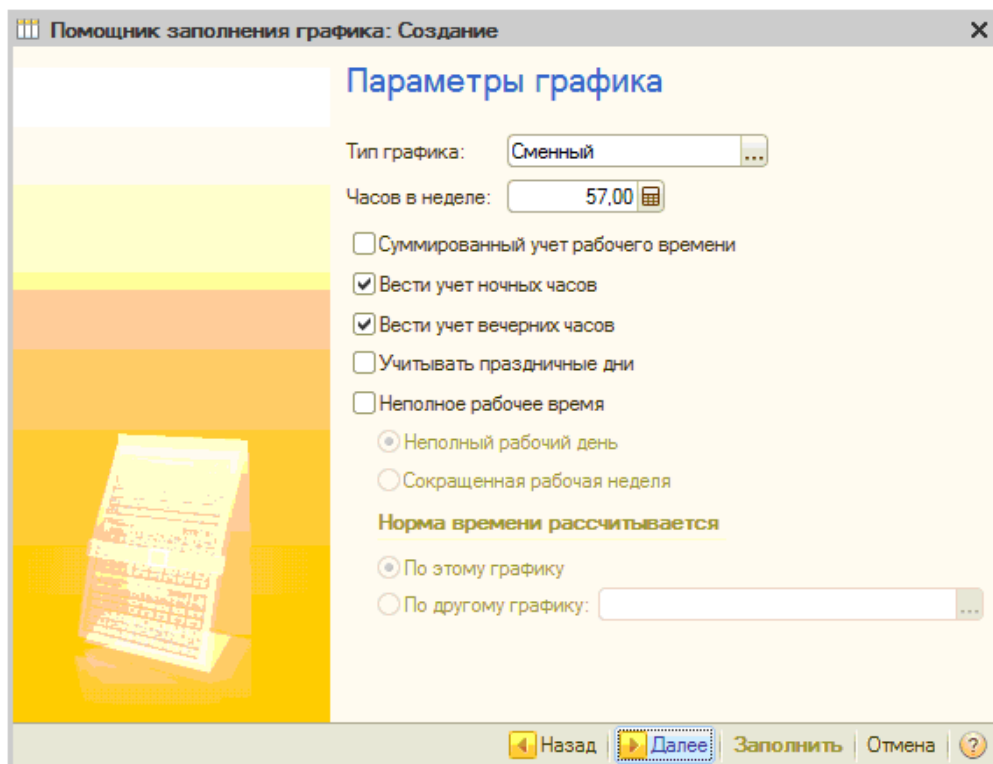 Помощник заполнения графика: Создание
Параметры графика
Тип графика: Сменный ...
Часов в неделе: 57,00
Суммированный учет рабочего времени
Вести учет ночных часов
Вести учет вечерних часов
Учитывать праздничные дни
Неполное рабочее время
Неполный рабочий день
Сокращенная рабочая неделя
Норма времени рассчитывается
По этому графику
По другому графику: ...
Назад Далее Заполнить Отмена ?